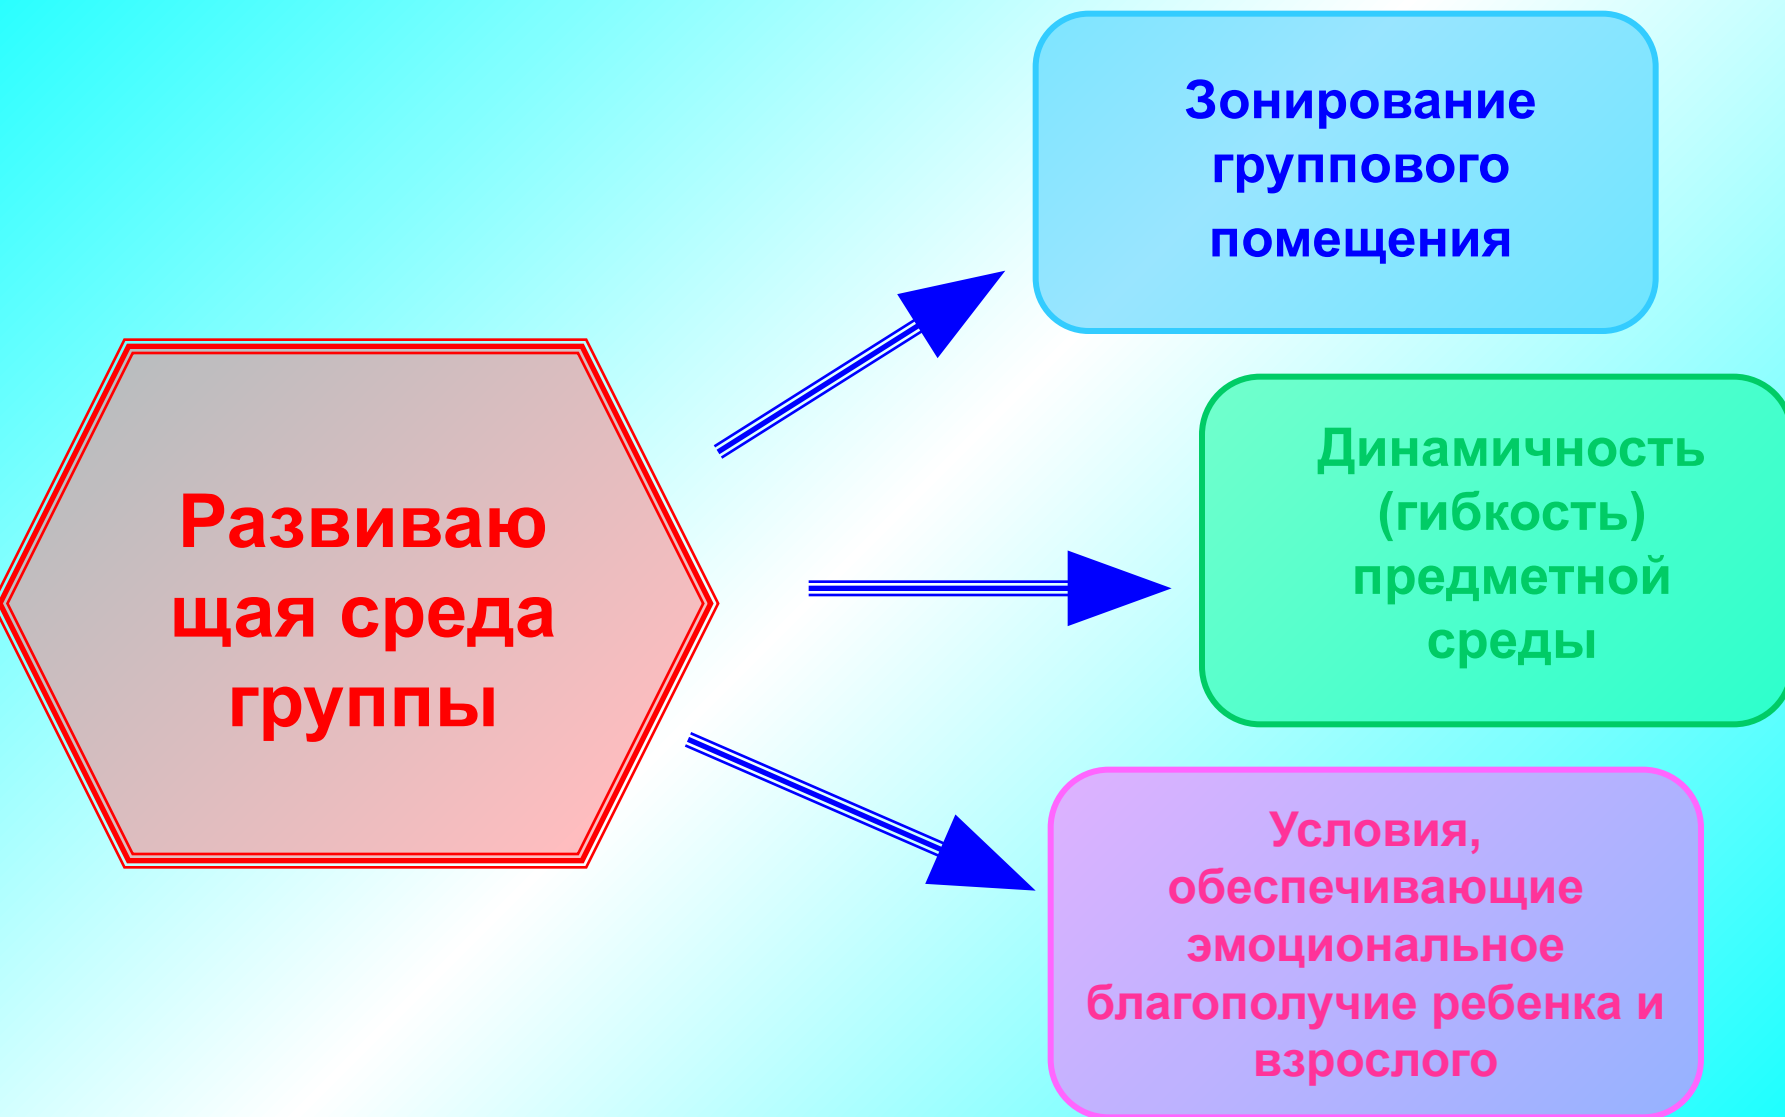 Развиваю
щая среда
группы
Зонирование
группового
помещения
Динамичность
(гибкость)
предметной
среды
Условия,
обеспечивающие
эмоциональное
благополучие ребенка и
взрослого